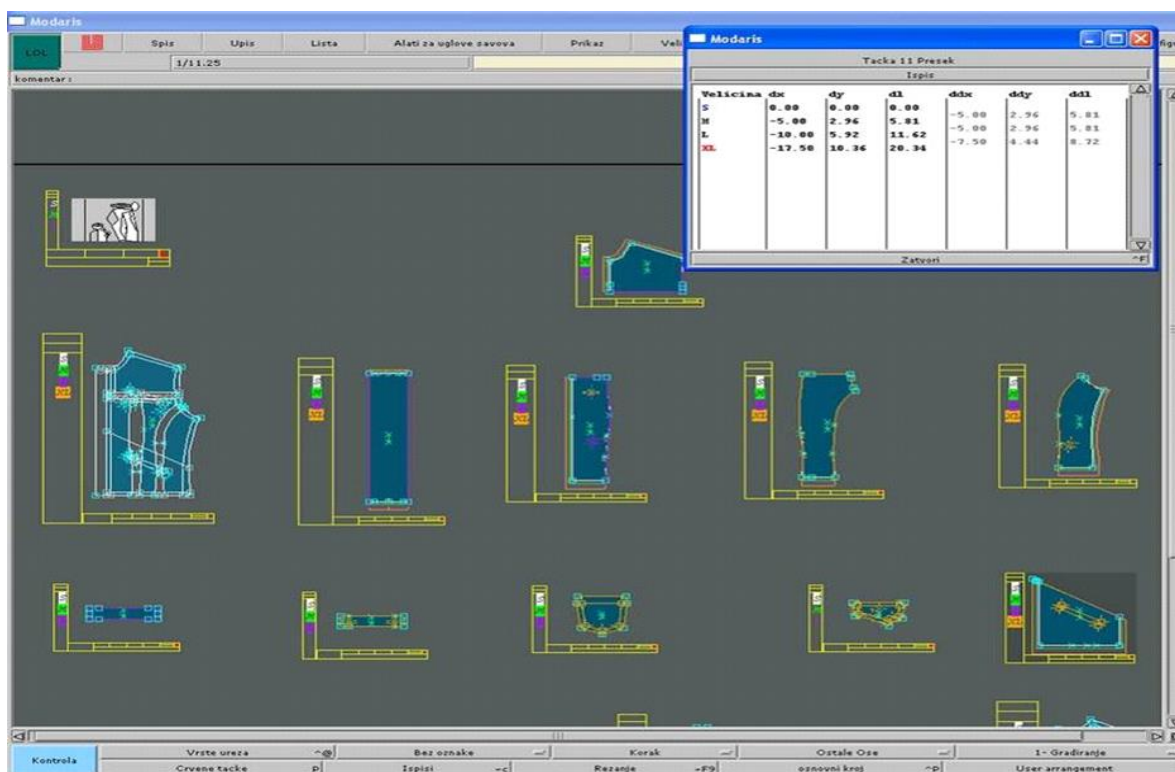 Modaris
LOL Spis Upis Lista Alati za uglove savova Prikaz
1/11.25
komentar:
Modaris
Tacka 11 Presek
Ispis
Velicina dx dy dl ddx ddy ddl
S 0.00 0.00 0.00
-5.00 2.96 5.81
M -5.00 2.96 5.81
-5.00 2.96 5.81
L -10.00 5.92 11.62
-7.50 4.44 8.72
XL -17.50 10.36 20.34
Zatvori ^F
Kontrola
Vrste ureza ^@ Bez oznake Korak Ostale Ose 1- Gradiranje
Crvene tacke P Ispisi -c Rezanje -F9 osnovni kroj ^P User arrangement